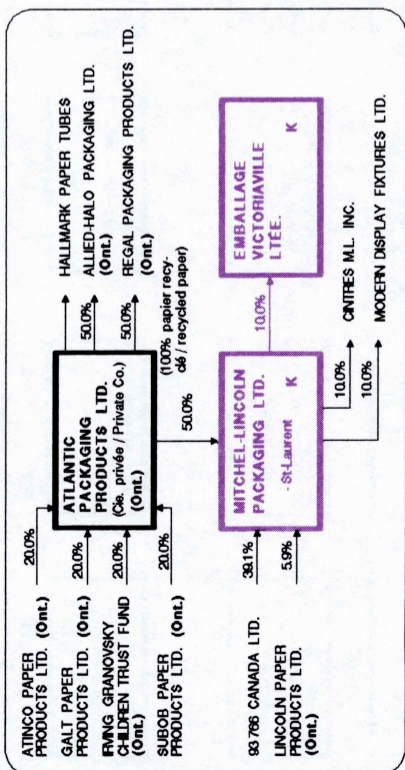 ATINCO PAPER
PRODUCTS LTD. (Ont.)
20.0%
GALT PAPER
PRODUCTS LTD. (Ont.)
20.0%
IRVING GRANOVSKY
CHILDREN TRUST FUND
(Ont.)
20.0%
SUBOB PAPER
PRODUCTS LTD. (Ont.)
20.0%
ATLANTIC
PACKAGING
PRODUCTS LTD.
(Cie. privée / Private Co.)
(Ont.)
HALLMARK PAPER TUBES
ALLIED-HALO PACKAGING LTD.
(Ont.)
50.0%
REGAL PACKAGING PRODUCTS LTD.
(Ont.)
50.0%
(100% papier recy-
clé / recycled paper)
50.0%
93766 CANADA LTD.
39.1%
LINCOLN PAPER
PRODUCTS LTD.
(Ont.)
5.9%
MITCHEL-LINCOLN
PACKAGING LTD.
- St-Laurent
K
10.0%
EMBALLAGE
VICTORIAVILLE
LTÉE.
K
10.0%
CINTRES M.L. INC.
10.0%
MODERN DISPLAY FIXTURES LTD.